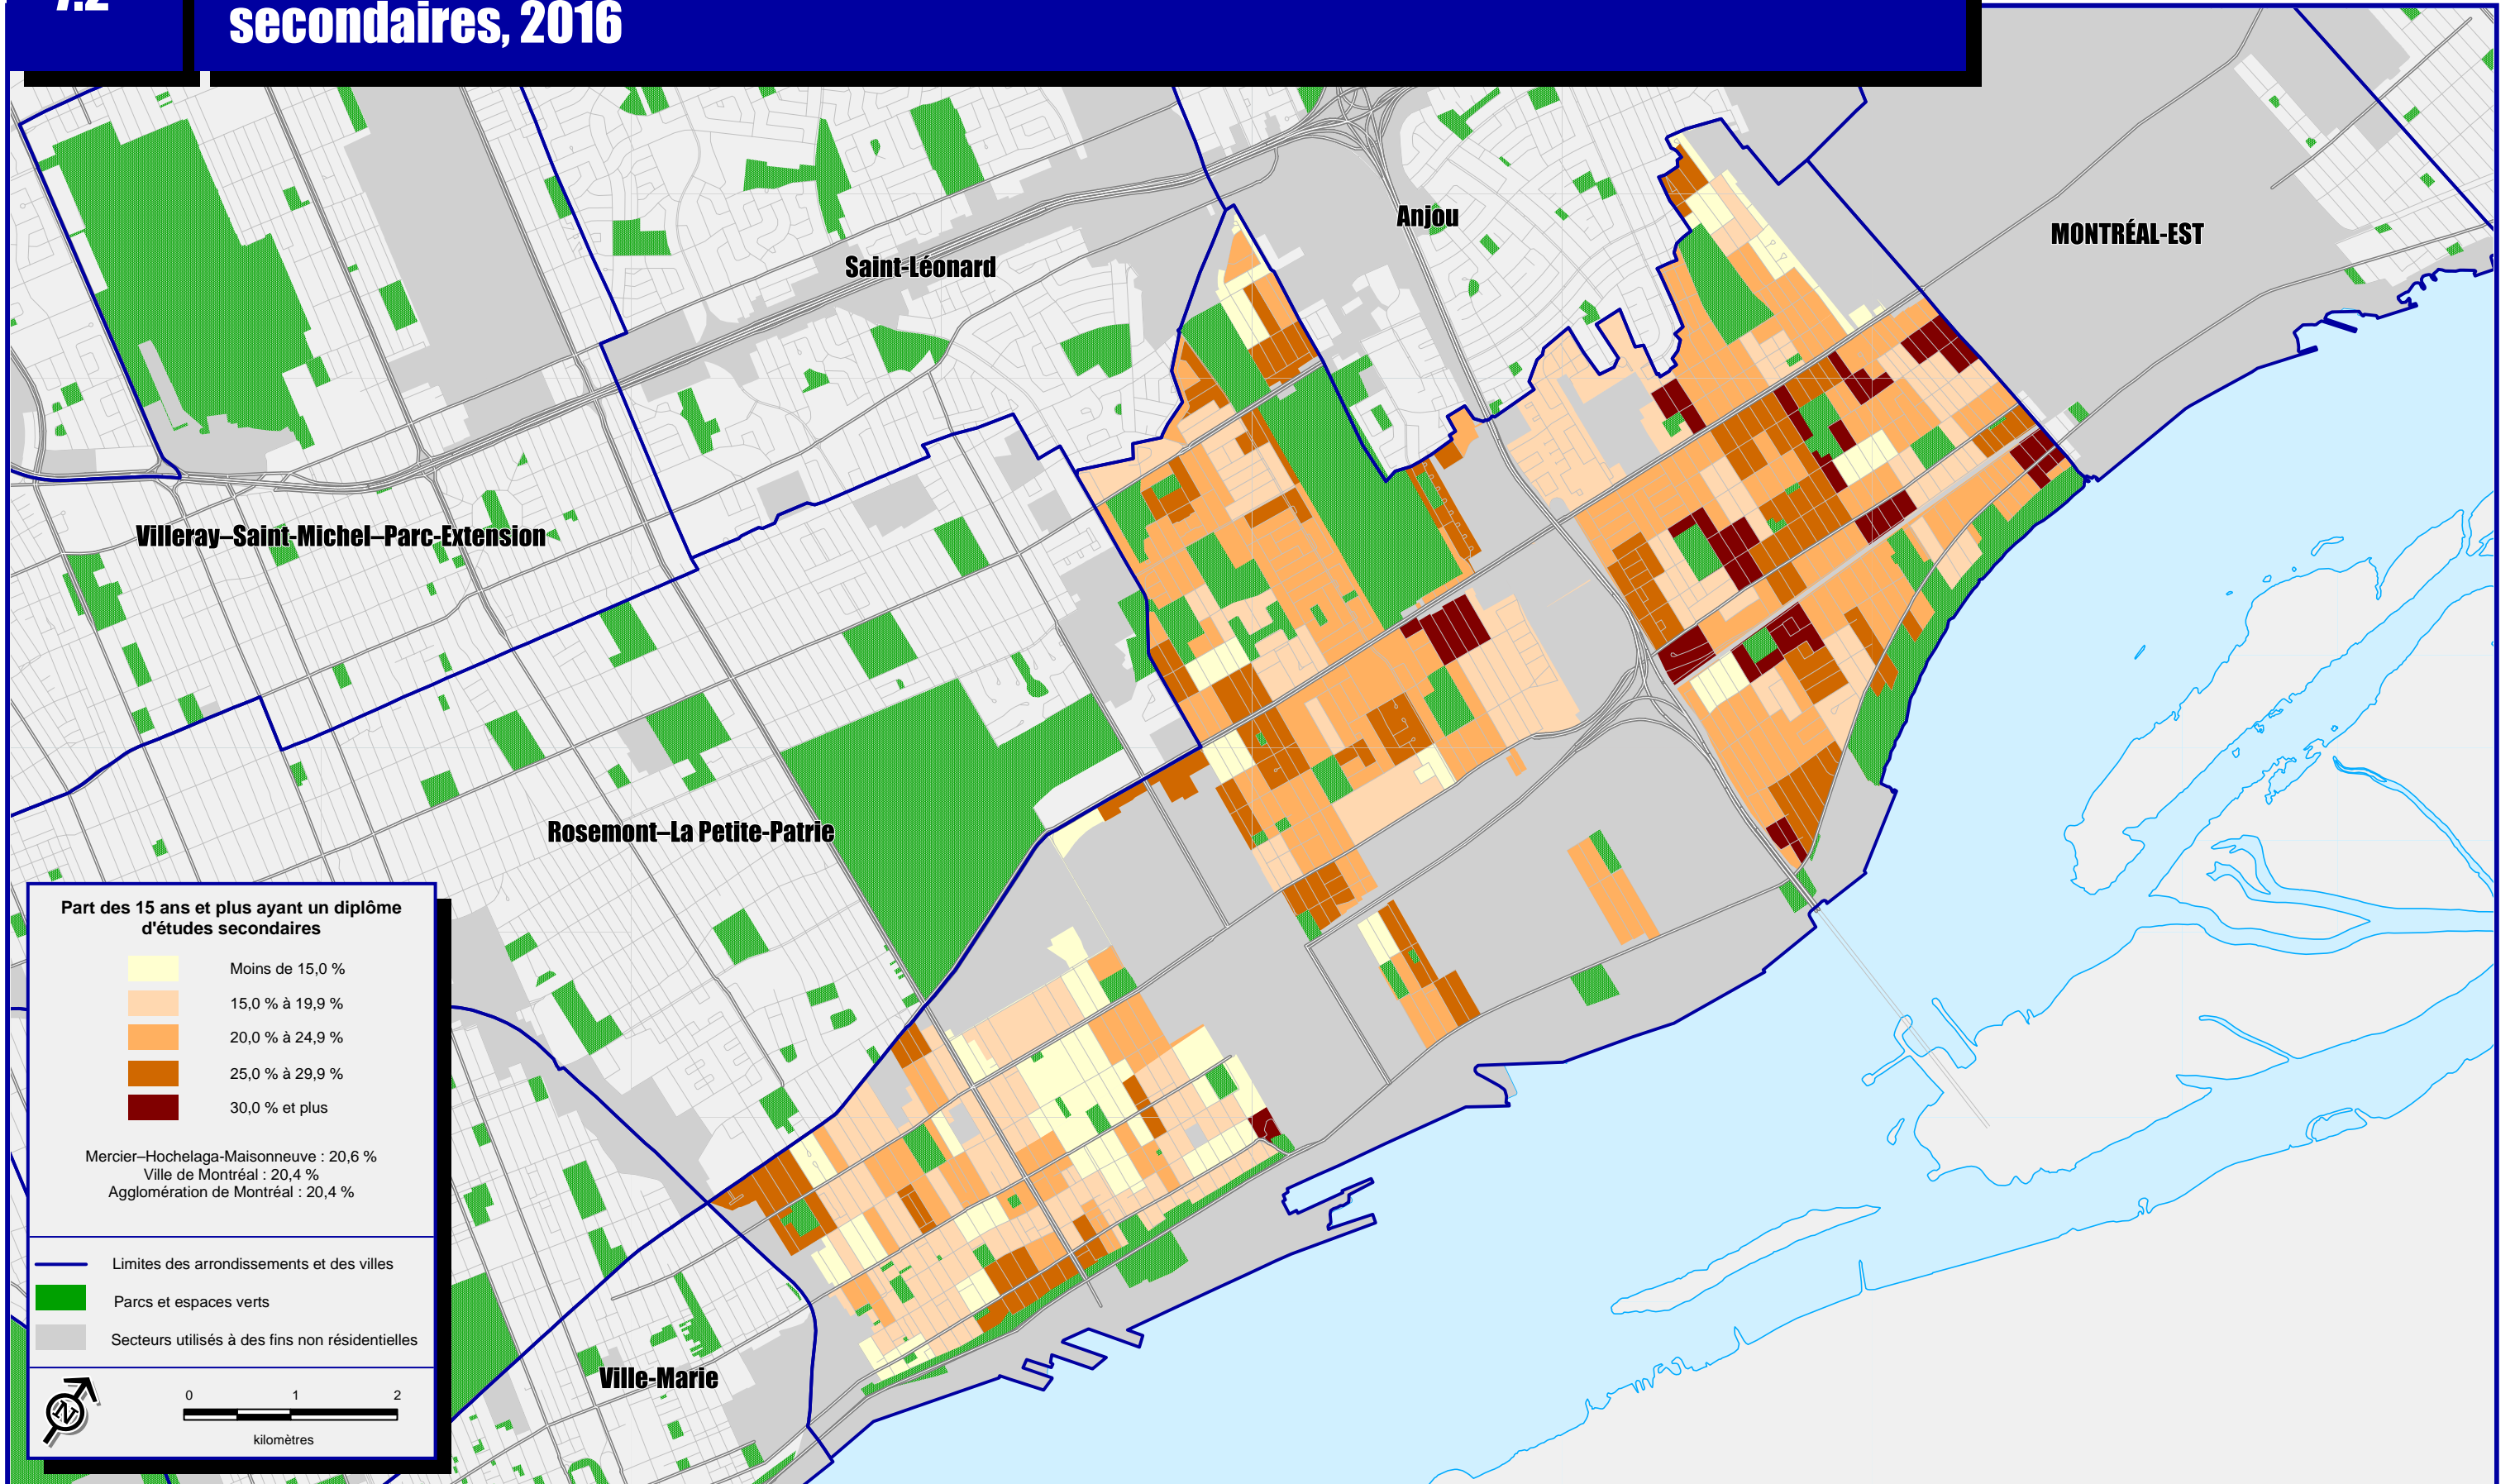 7.2
secondaires, 2016
Anjou
MONTRÉAL-EST
Saint-Léonard
Villeray–Saint-Michel–Parc-Extension
Rosemont–La Petite-Patrie
Ville-Marie
Part des 15 ans et plus ayant un diplôme
d'études secondaires
Moins de 15,0 %
15,0 % à 19,9 %
20,0 % à 24,9 %
25,0 % à 29,9 %
30,0 % et plus
Mercier–Hochelaga-Maisonneuve : 20,6 %
Ville de Montréal : 20,4 %
Agglomération de Montréal : 20,4 %
Limites des arrondissements et des villes
Parcs et espaces verts
Secteurs utilisés à des fins non résidentielles
N
0 1 2
kilomètres